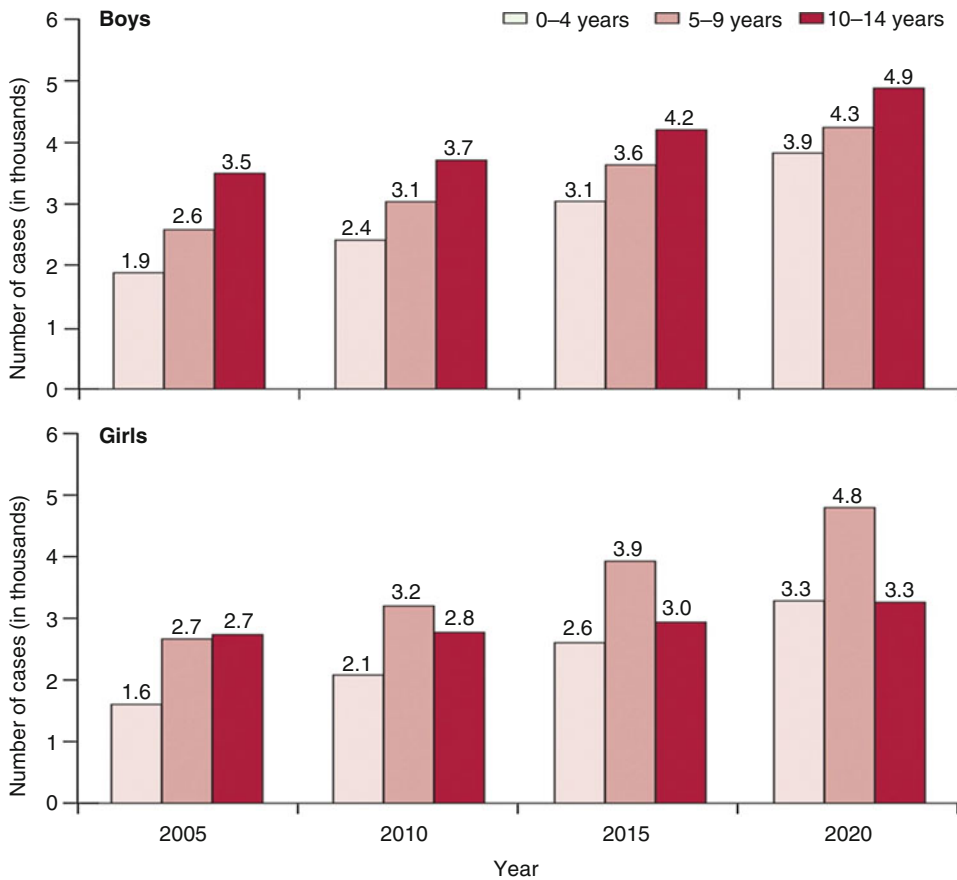 Boys
0–4 years 5–9 years 10–14 years
Number of cases (in thousands)
6
5
4
3
2
1
0
1.9 2.6 3.5
2.4 3.1 3.7
3.1 3.6 4.2
3.9 4.3 4.9
Girls
Number of cases (in thousands)
6
5
4
3
2
1
0
1.6 2.7 2.7
2.1 3.2 2.8
2.6 3.9 3.0
3.3 4.8 3.3
2005 2010 2015 2020
Year